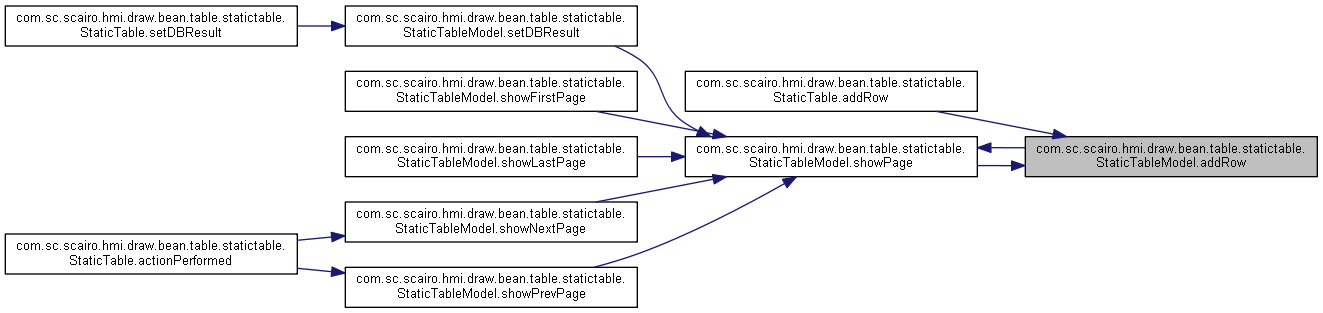 com.sc.scairo.hmi.draw.bean.table.statictable.
StaticTable.setDBResult
com.sc.scairo.hmi.draw.bean.table.statictable.
StaticTableModel.setDBResult
com.sc.scairo.hmi.draw.bean.table.statictable.
StaticTableModel.showFirstPage
com.sc.scairo.hmi.draw.bean.table.statictable.
StaticTable.addRow
com.sc.scairo.hmi.draw.bean.table.statictable.
StaticTableModel.showLastPage
com.sc.scairo.hmi.draw.bean.table.statictable.
StaticTableModel.showPage
com.sc.scairo.hmi.draw.bean.table.statictable.
StaticTableModel.addRow
com.sc.scairo.hmi.draw.bean.table.statictable.
StaticTableModel.showNextPage
com.sc.scairo.hmi.draw.bean.table.statictable.
StaticTable.actionPerformed
com.sc.scairo.hmi.draw.bean.table.statictable.
StaticTableModel.showPrevPage